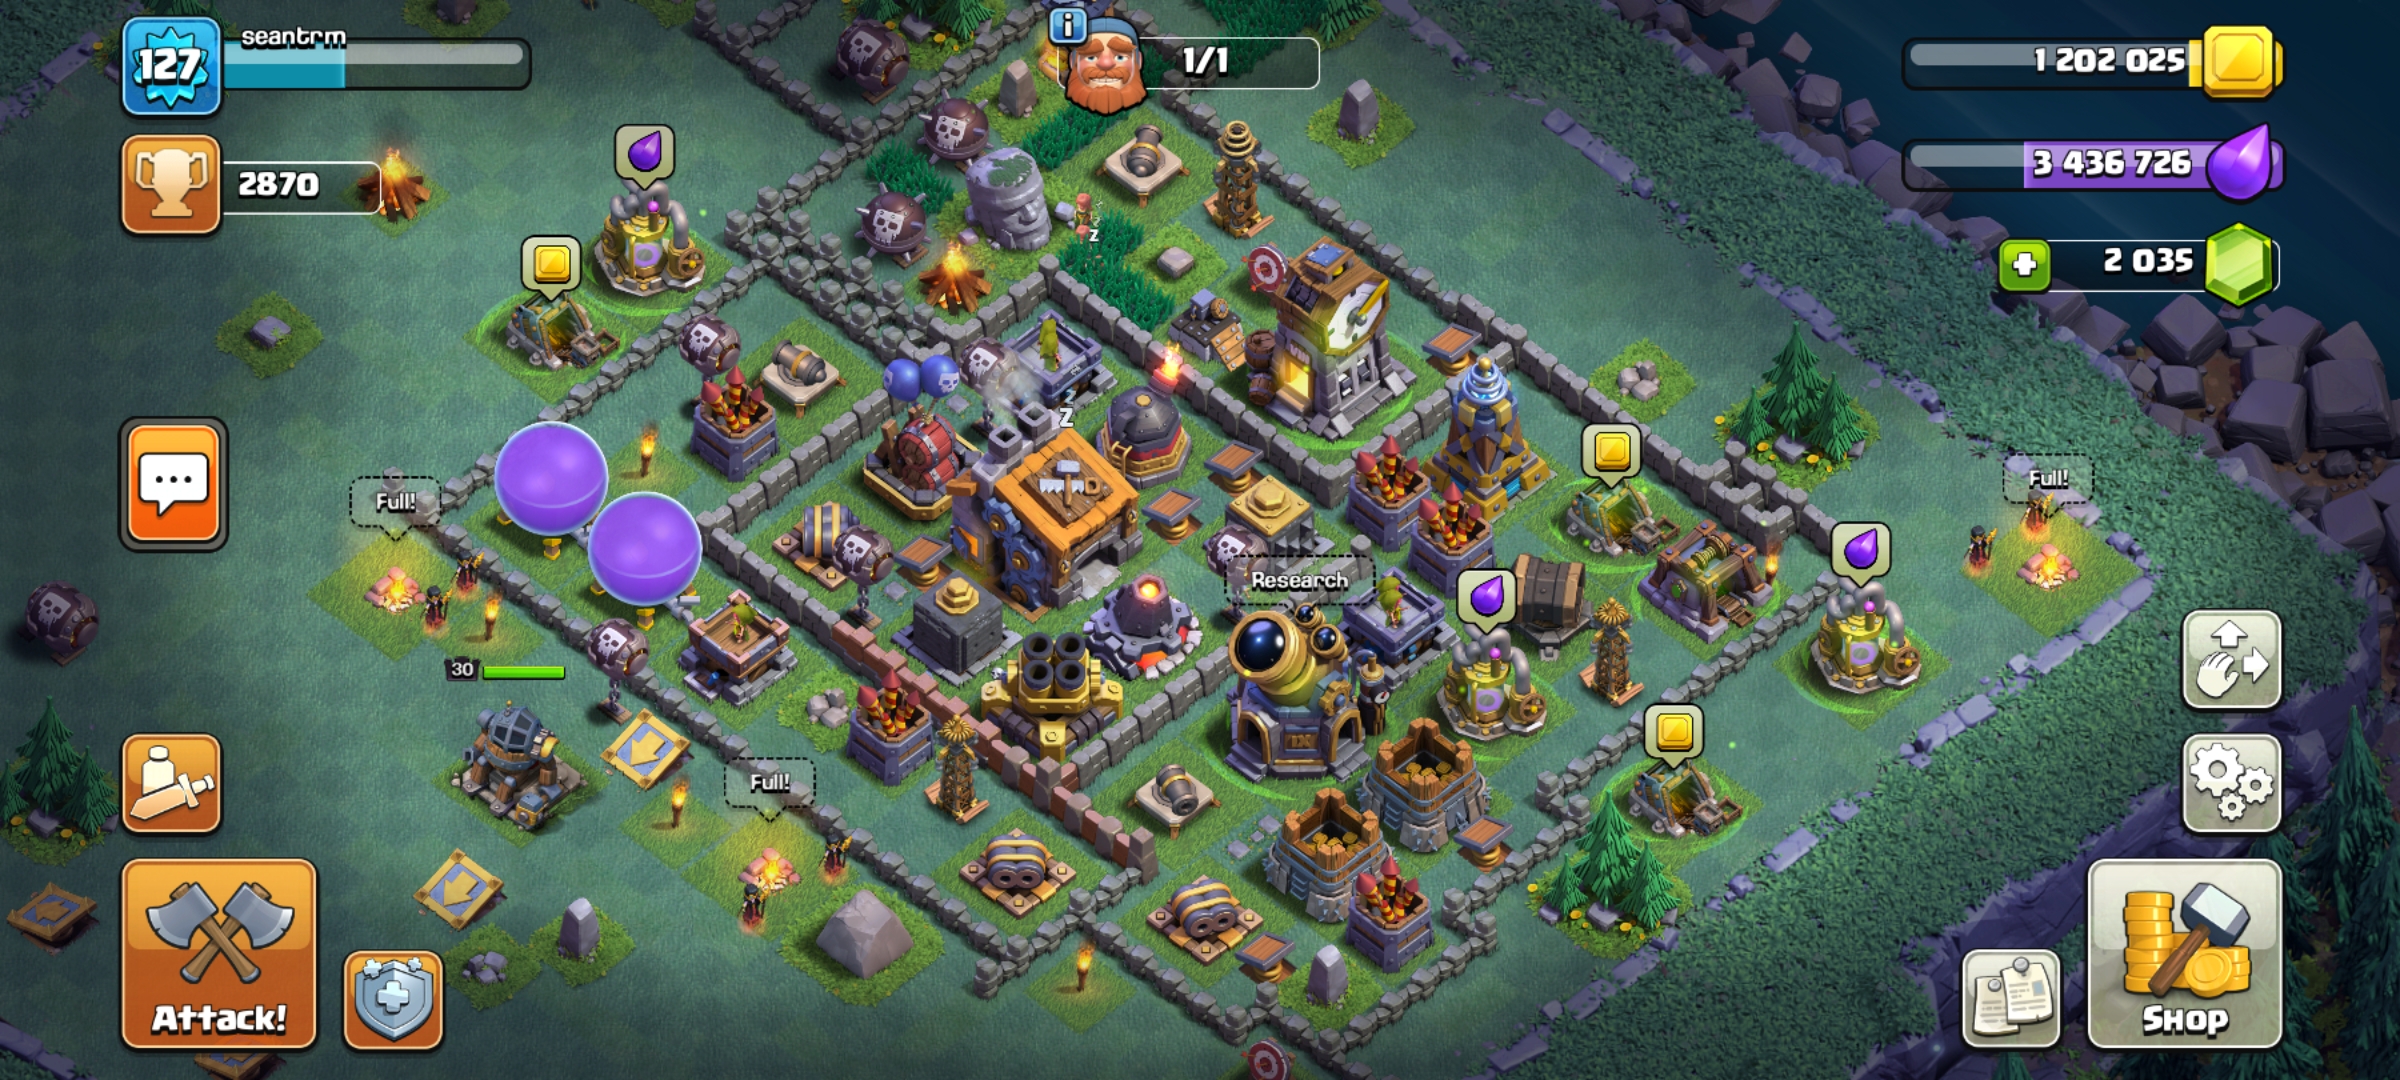 127
seantrm
1/1
1 202 025
3 436 726
2870
2 035
Full!
Full!
Research
30
Full!
Attack!
Shop